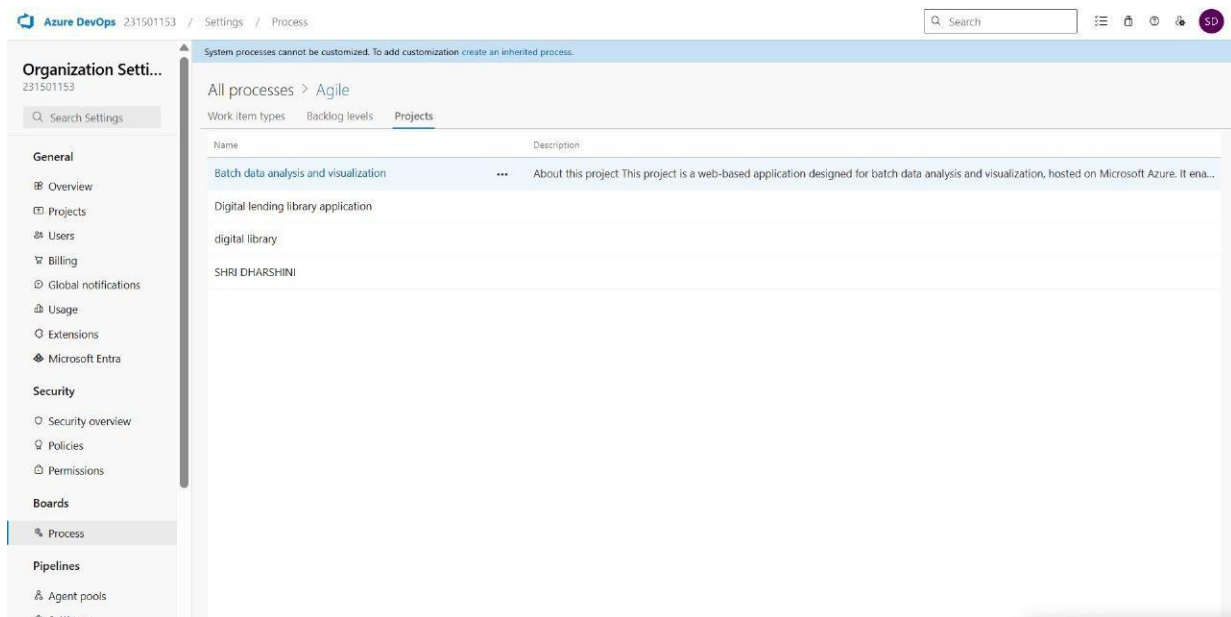 Azure DevOps 231501153 / Settings / Process
Search
SD
Organization Setti...
231501153
Search Settings
General
Overview
Projects
Users
Billing
Global notifications
Usage
Extensions
Microsoft Entra
Security
Security overview
Policies
Permissions
Boards
Process
Pipelines
Agent pools
System processes cannot be customized. To add customization create an inherited process.
All processes > Agile
Work item types Backlog levels Projects
Name Description
Batch data analysis and visualization ... About this project This project is a web-based application designed for batch data analysis and visualization, hosted on Microsoft Azure. It ena...
Digital lending library application
digital library
SHRI DHARSHINI